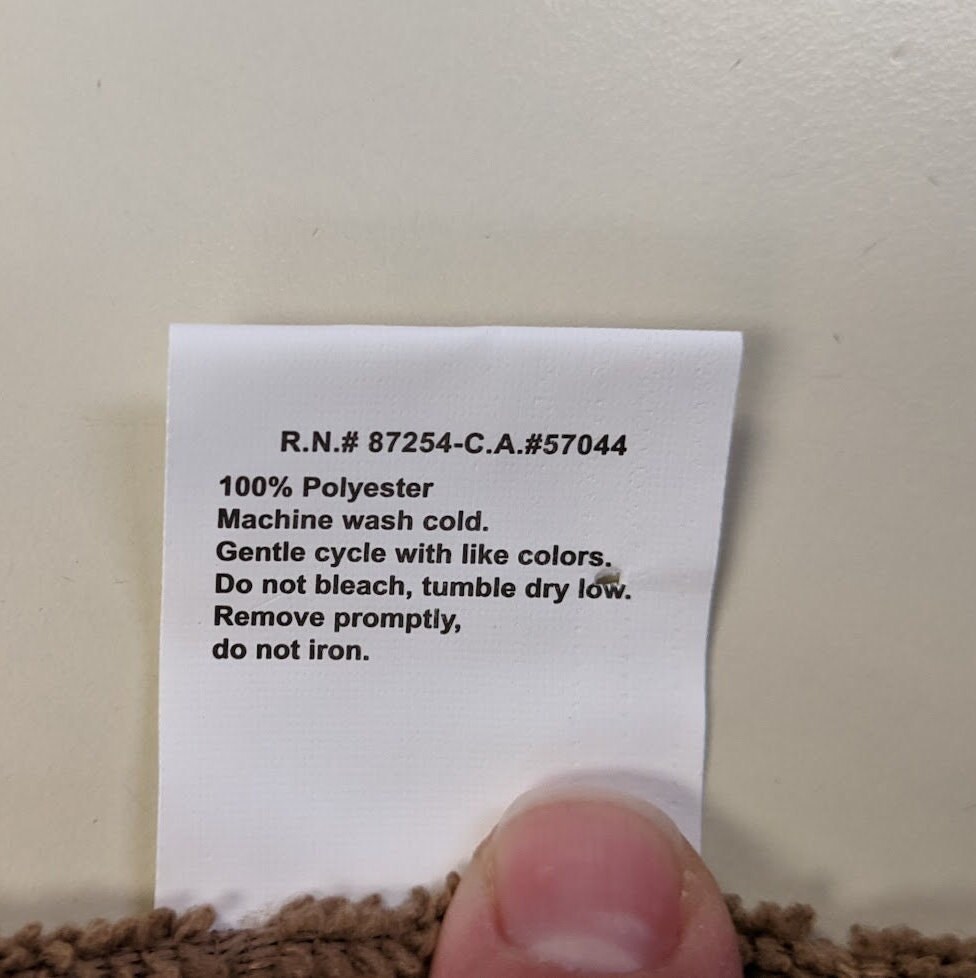 R.N.# 87254-C.A.#57044
100% Polyester
Machine wash cold.
Gentle cycle with like colors.
Do not bleach, tumble dry low.
Remove promptly,
do not iron.